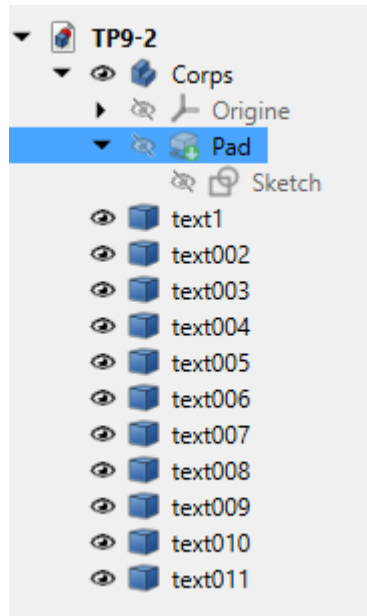 TP9-2
Corps
Origine
Pad
Sketch
text1
text002
text003
text004
text005
text006
text007
text008
text009
text010
text011